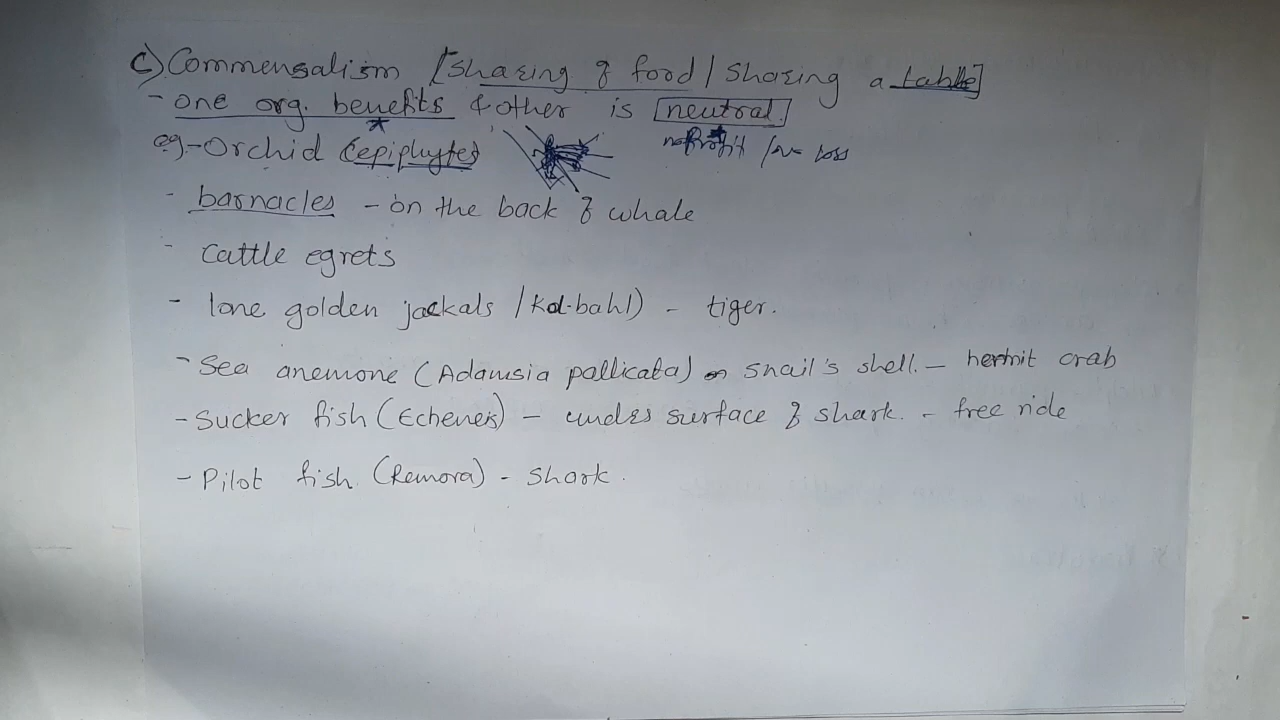 C) Commensalism [sharing of food / sharing a table]
- one org. benefits & other is neutral.
no profit / no loss
eg - Orchid (epiphytes)
- barnacles - on the back of whale
- cattle egrets
- lone golden jackals / kol-bahl) - tiger.
- Sea anemone (Adamsia palliata) on snail's shell. - hermit crab
- Sucker fish (Echeneis) - under surface of shark. - free ride
- Pilot fish. (Remora) - shark.